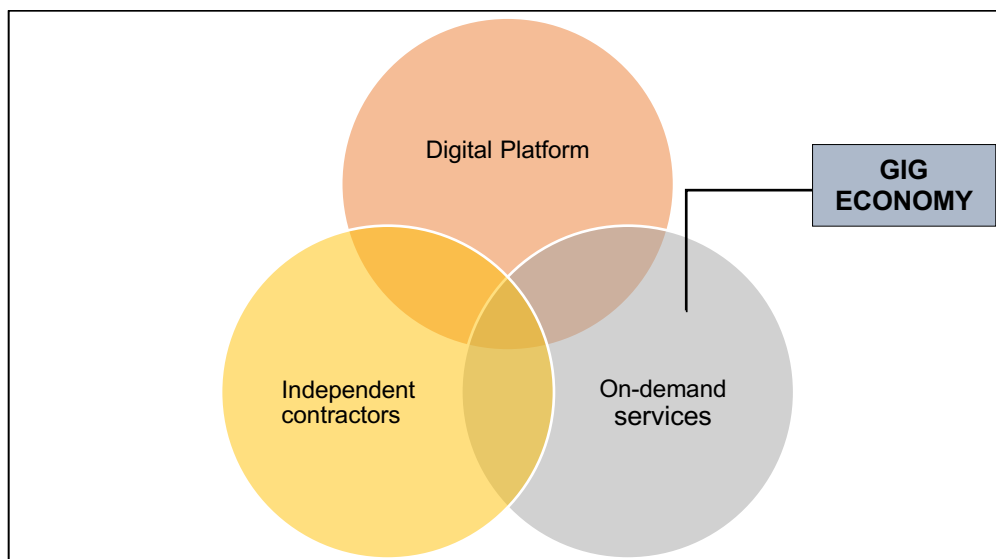 Digital Platform
GIG
ECONOMY
Independent
contractors
On-demand
services